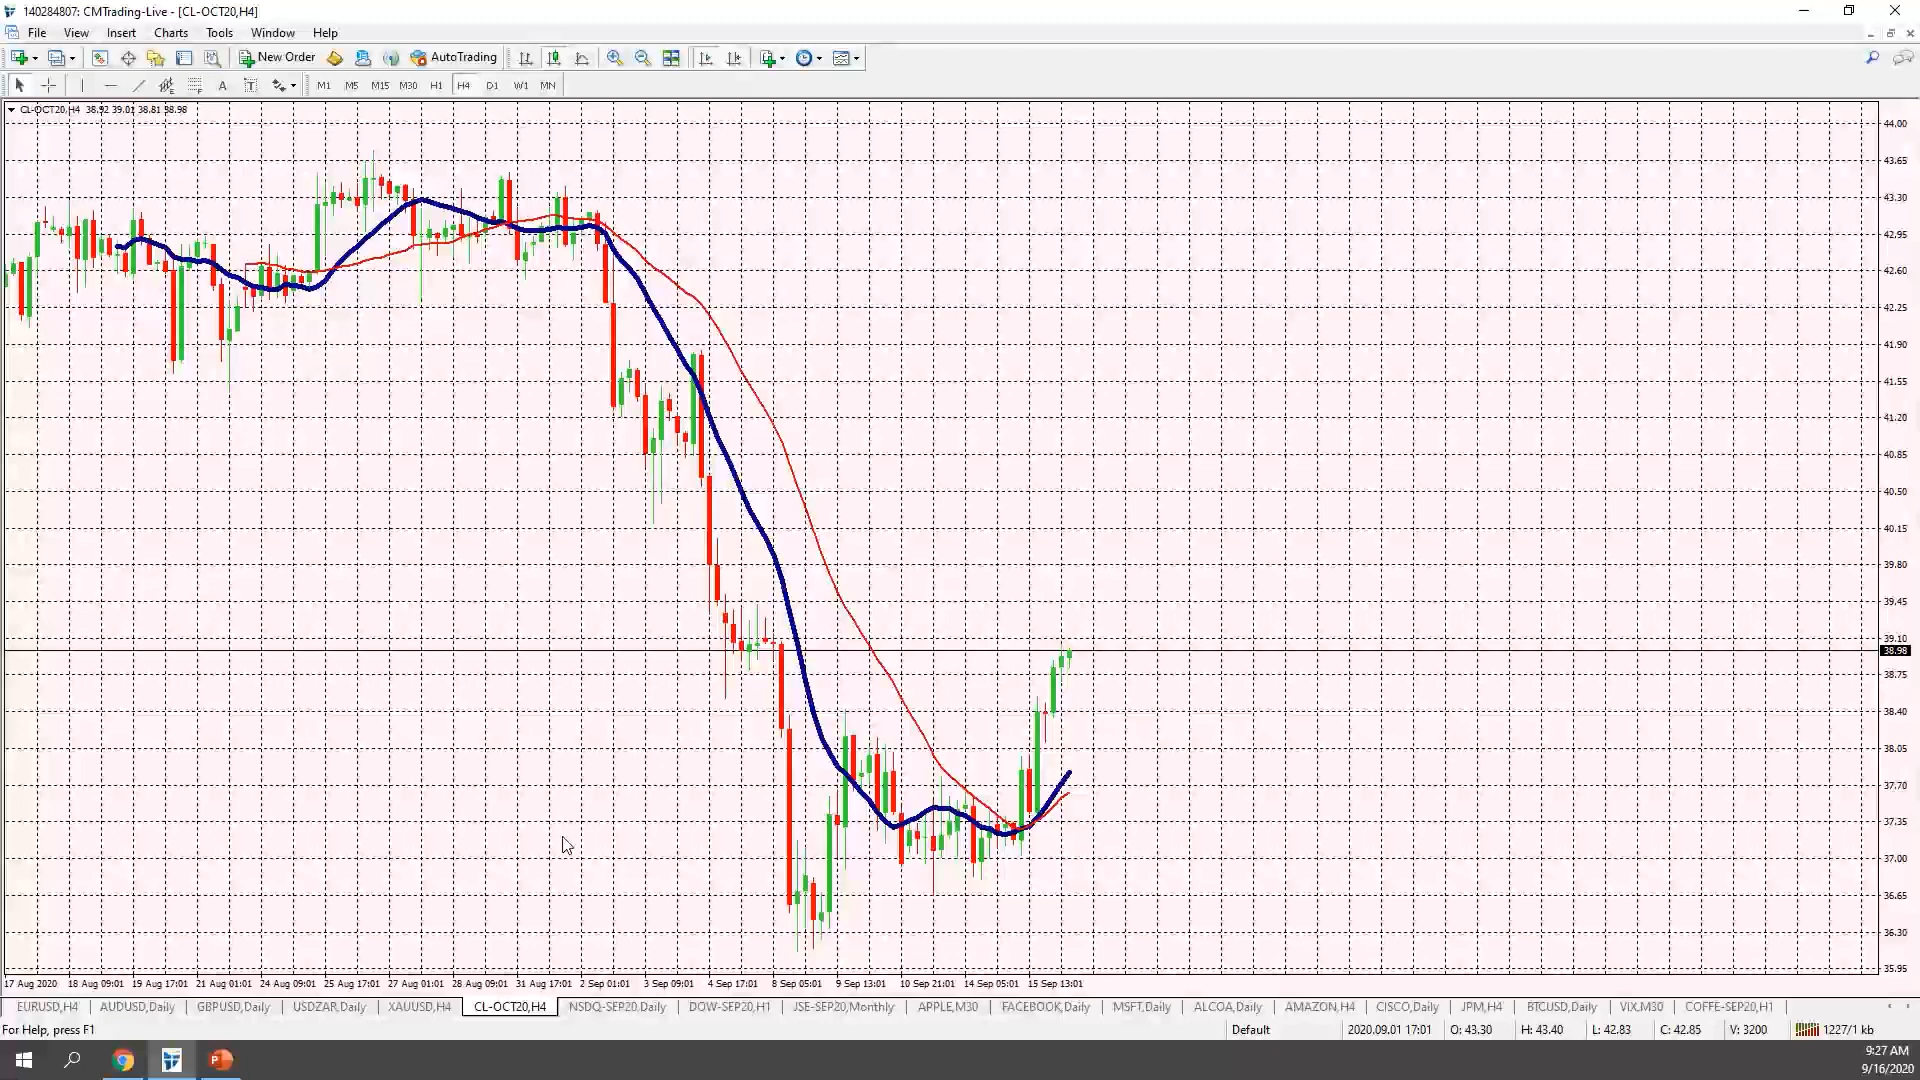 140284807: CMTrading-Live - [CL-OCT20,H4]
File View Insert Charts Tools Window Help
New Order AutoTrading
A T M1 M5 M15 M30 H1 H4 D1 W1 MN
CL-OCT20,H4 38.92 39.01 38.81 38.98
44.00
43.65
43.30
42.95
42.60
42.25
41.90
41.55
41.20
40.85
40.50
40.15
39.80
39.45
39.10
38.98
38.75
38.40
38.05
37.70
37.35
37.00
36.65
36.30
35.95
17 Aug 2020 18 Aug 09:01 19 Aug 17:01 21 Aug 01:01 24 Aug 09:01 25 Aug 17:01 27 Aug 01:01 28 Aug 09:01 31 Aug 17:01 2 Sep 01:01 3 Sep 09:01 4 Sep 17:01 8 Sep 05:01 9 Sep 13:01 10 Sep 21:01 14 Sep 05:01 15 Sep 13:01
EURUSD,H4 AUDUSD,Daily GBPUSD,Daily USDZAR,Daily XAUUSD,H4 CL-OCT20,H4 NSDQ-SEP20,Daily DOW-SEP20,H1 JSE-SEP20,Monthly APPLE,M30 FACEBOOK,Daily MSFT,Daily ALCOA,Daily AMAZON,H4 CISCO,Daily JPM,H4 BTCUSD,Daily VIX,M30 COFFE-SEP20,H1
For Help, press F1 Default 2020.09.01 17:01 O: 43.30 H: 43.40 L: 42.83 C: 42.85 V: 3200 1227/1 kb
9:27 AM
9/16/2020